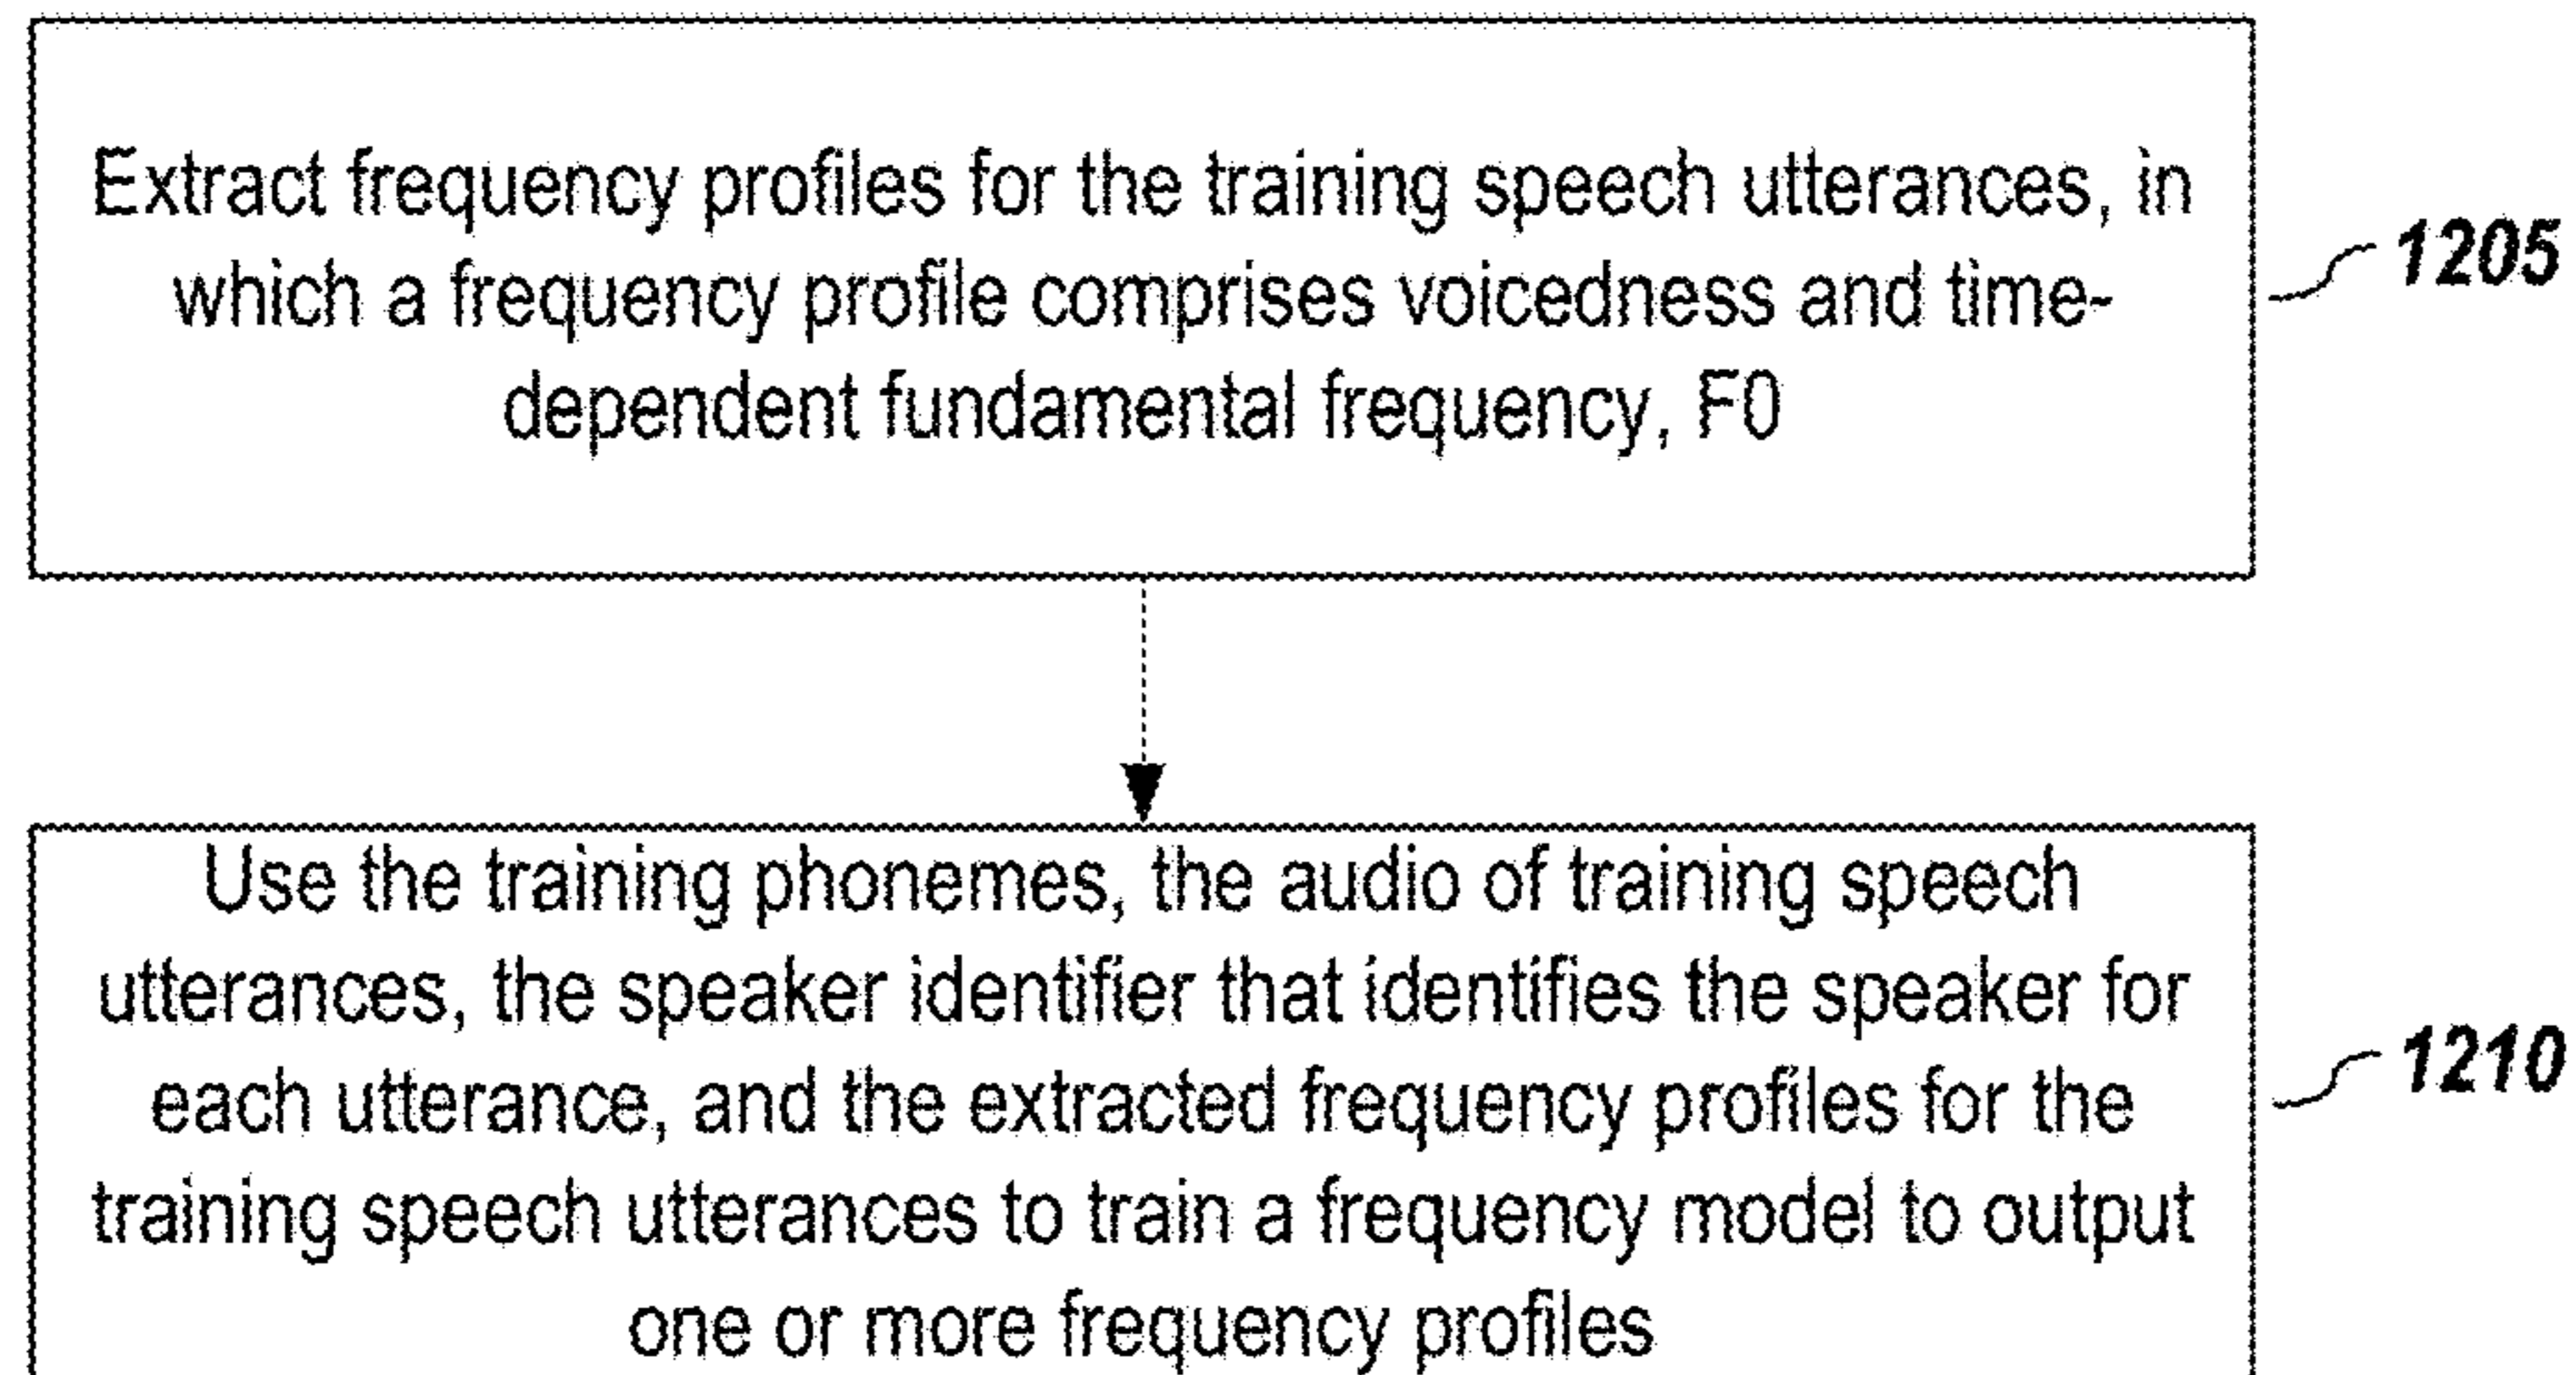 Extract frequency profiles for the training speech utterances, in
which a frequency profile comprises voicedness and time-
dependent fundamental frequency, F0
1205
Use the training phonemes, the audio of training speech
utterances, the speaker identifier that identifies the speaker for
each utterance, and the extracted frequency profiles for the
training speech utterances to train a frequency model to output
one or more frequency profiles
1210